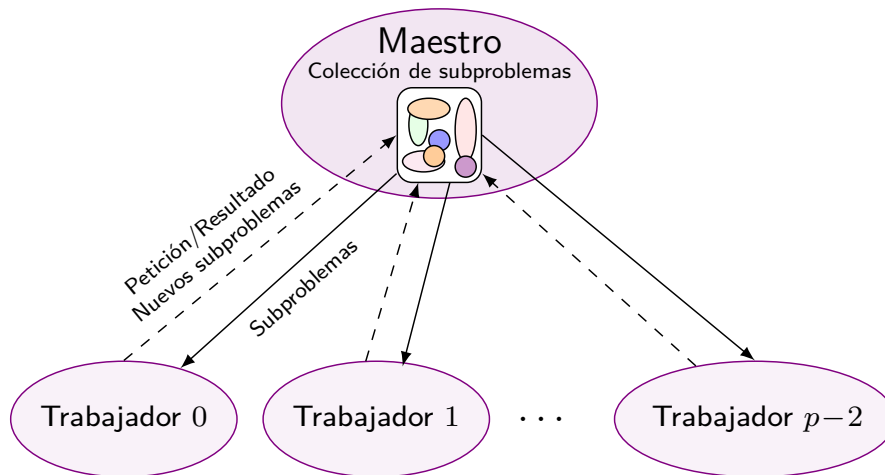 Maestro
Colección de subproblemas
Petición/Resultado
Nuevos subproblemas
Subproblemas
Trabajador 0
Trabajador 1
· · ·
Trabajador p−2